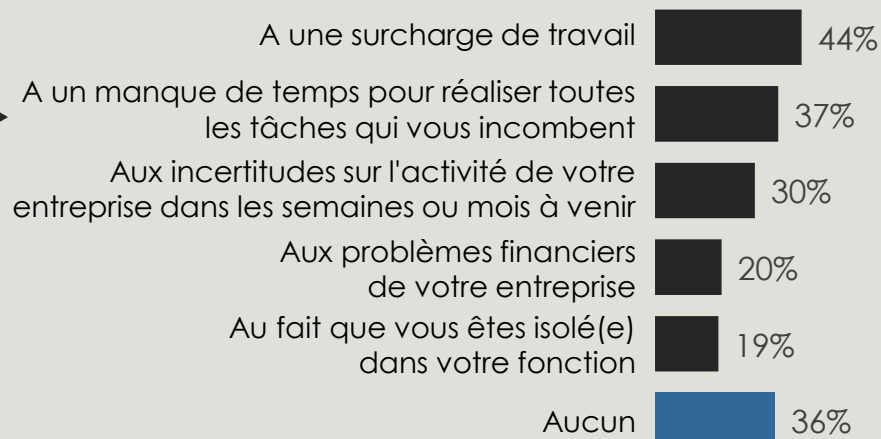 A une surcharge de travail 44%
A un manque de temps pour réaliser toutes
les tâches qui vous incombent 37%
Aux incertitudes sur l'activité de votre
entreprise dans les semaines ou mois à venir 30%
Aux problèmes financiers
de votre entreprise 20%
Au fait que vous êtes isolé(e)
dans votre fonction 19%
Aucun 36%